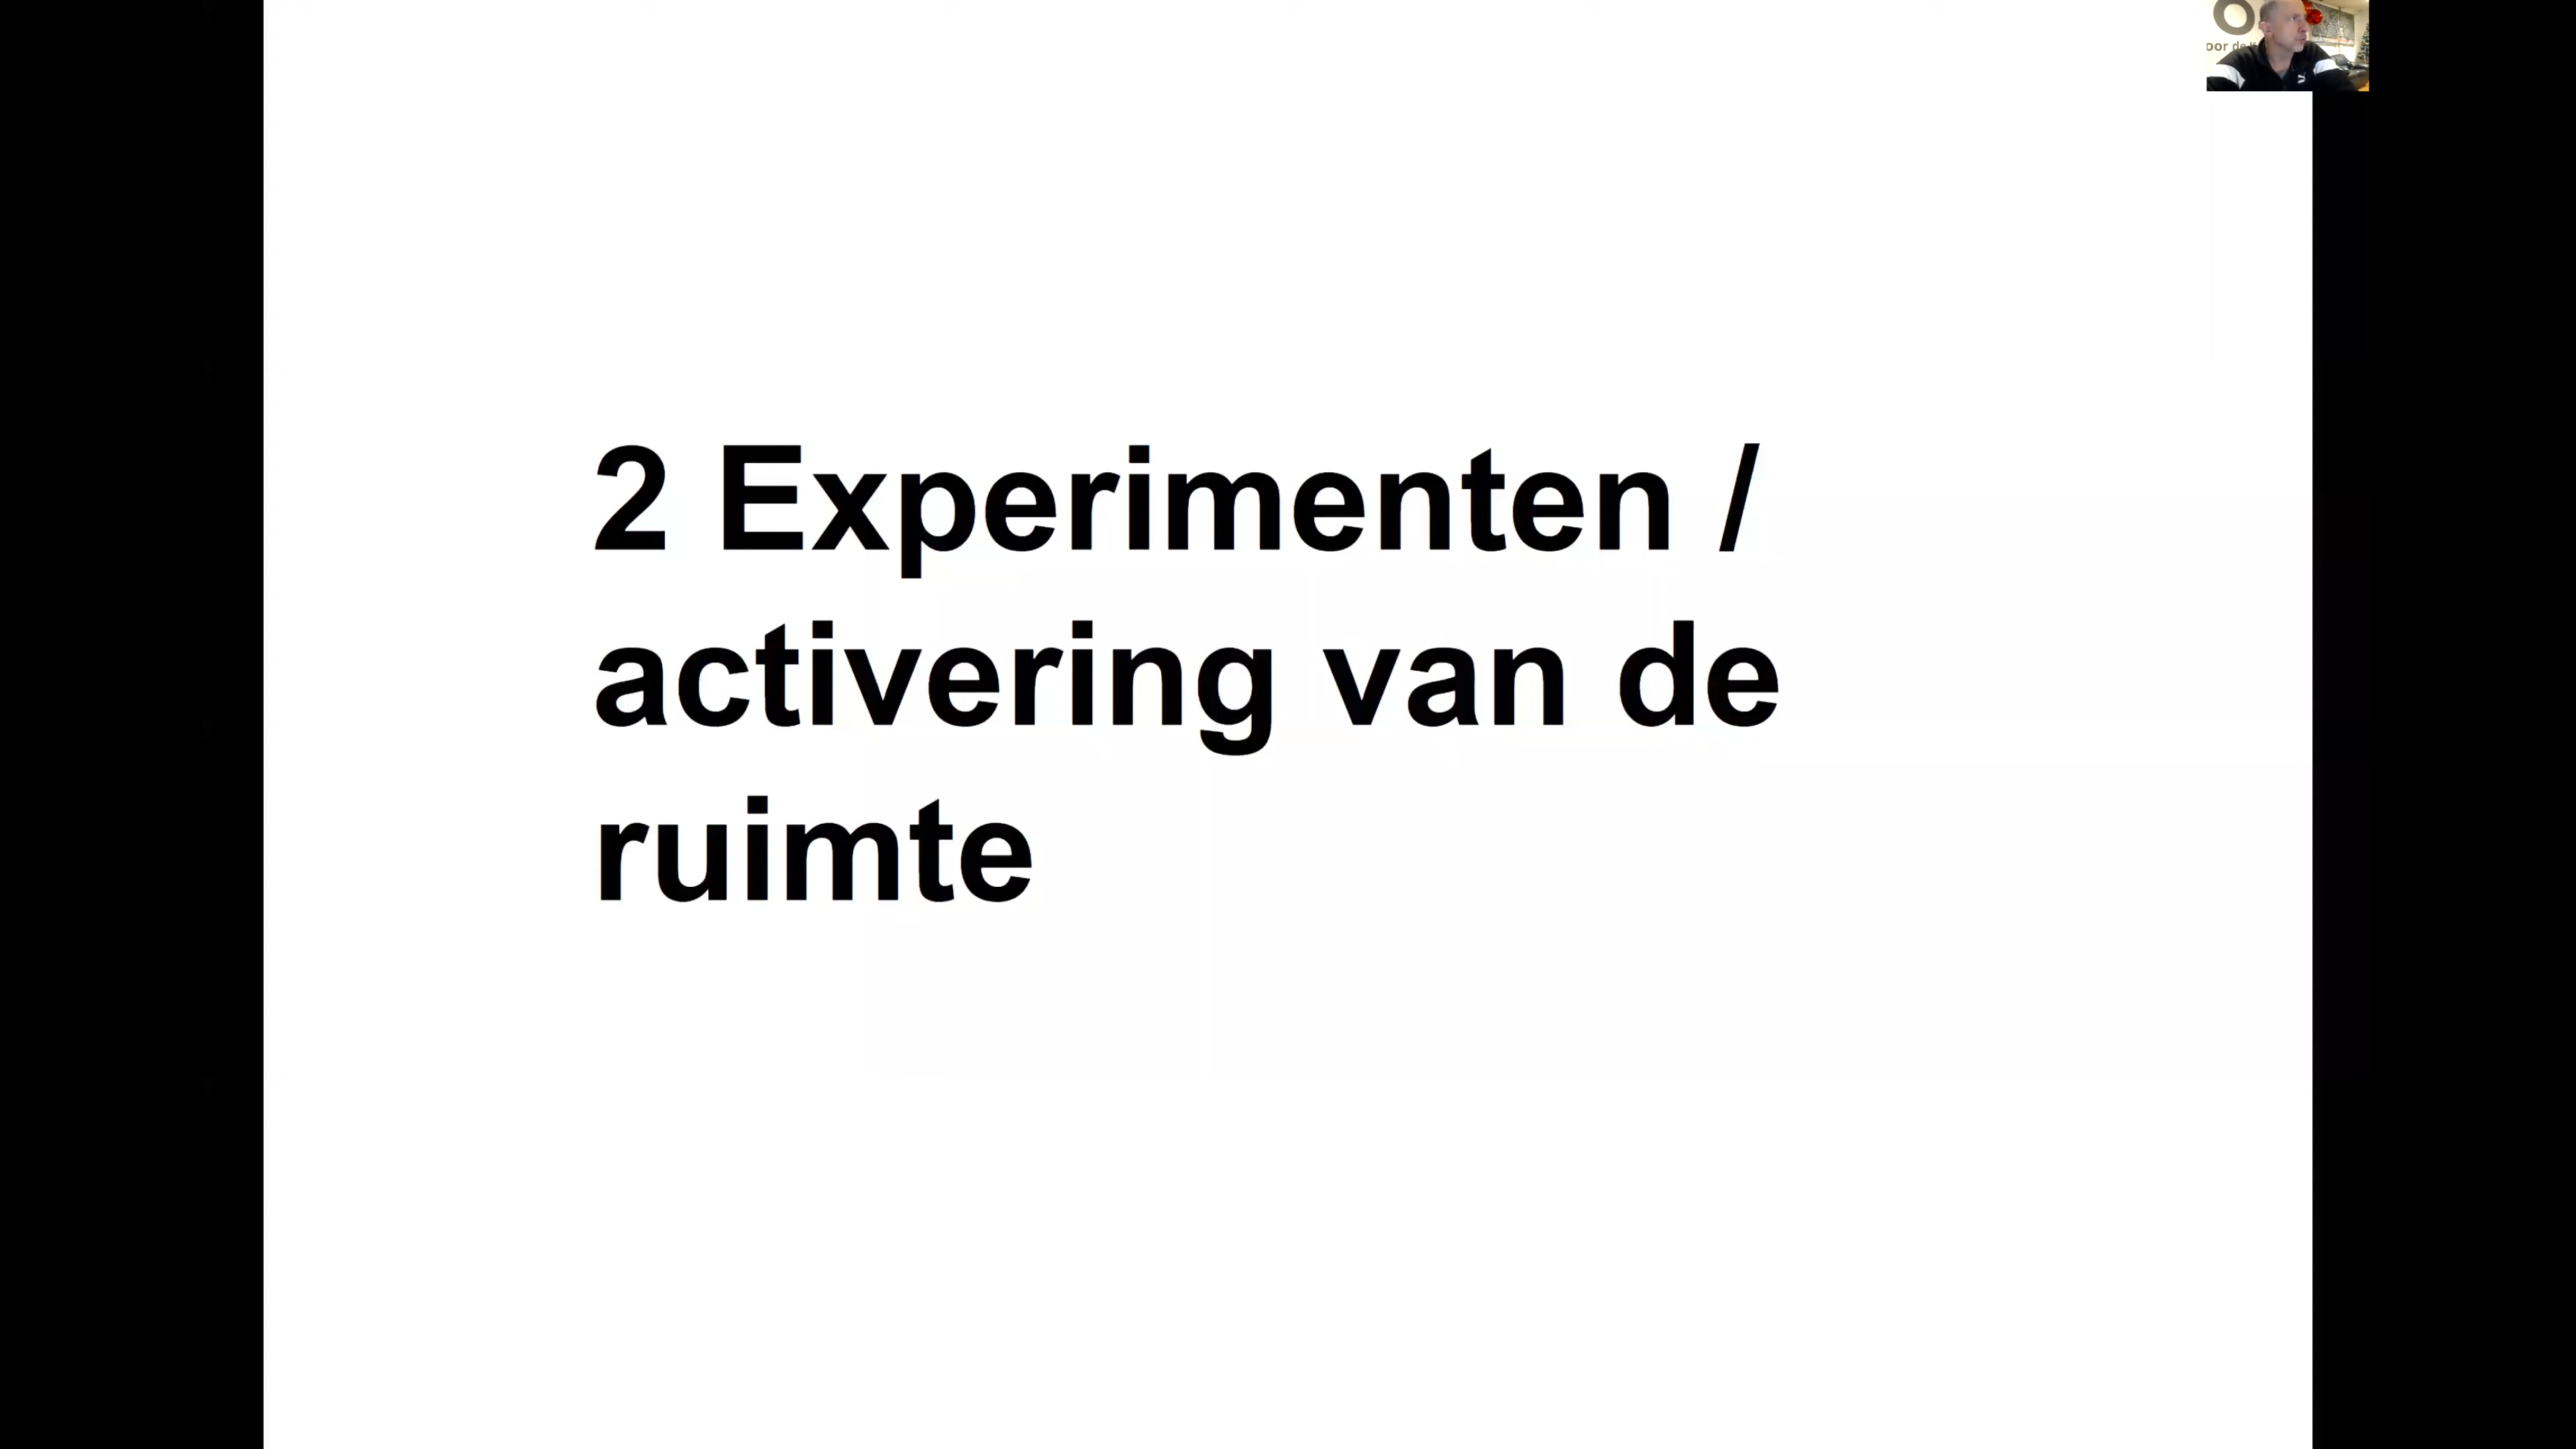 2 Experimenten /
activering van de
ruimte